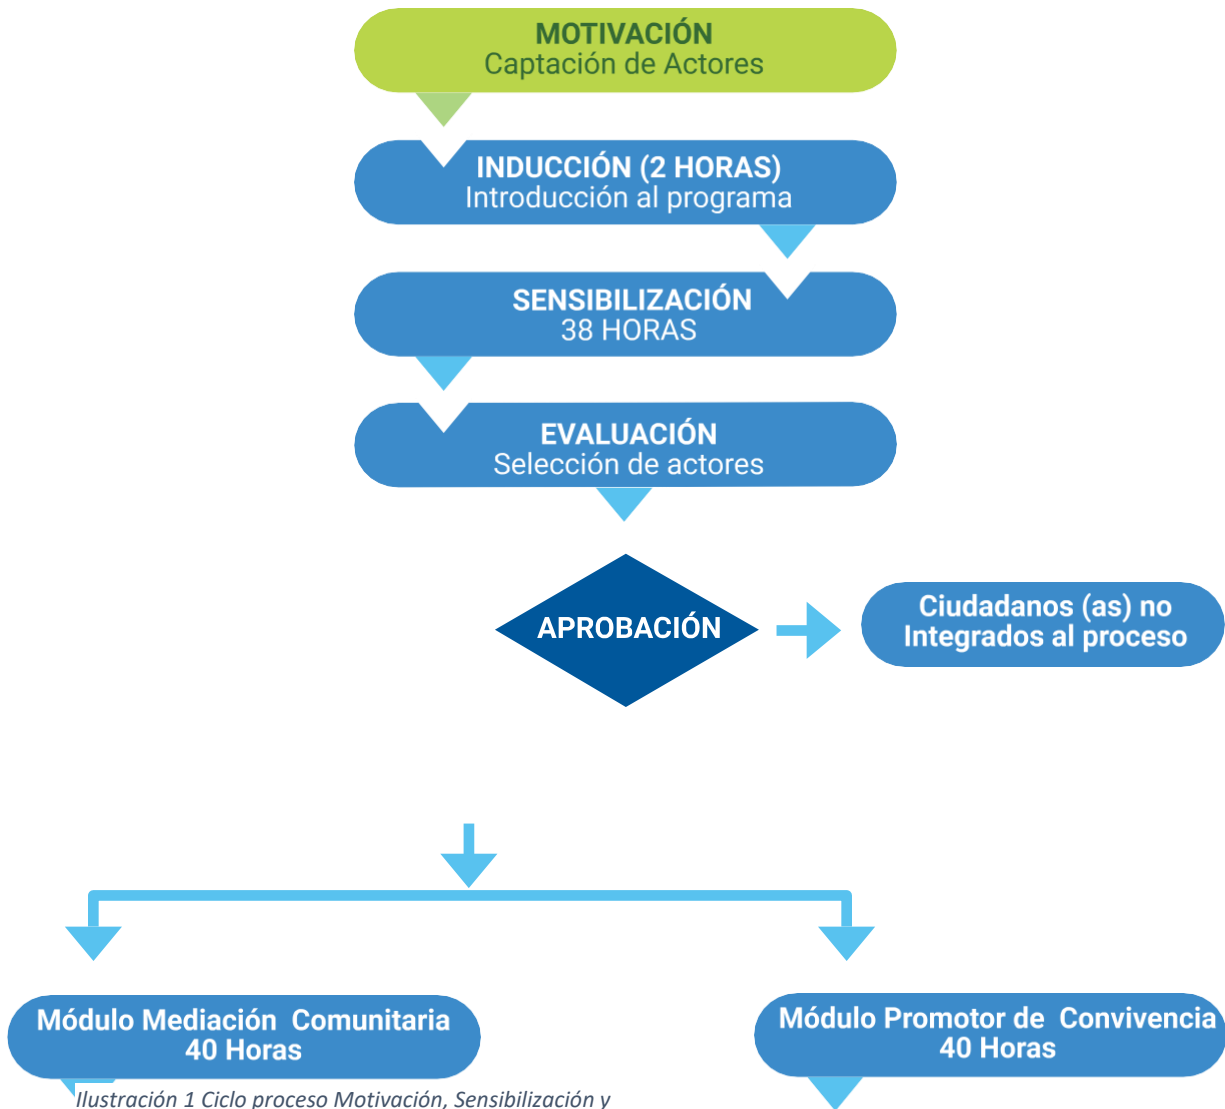 MOTIVACIÓN
Captación de Actores
INDUCCIÓN (2 HORAS)
Introducción al programa
SENSIBILIZACIÓN
38 HORAS
EVALUACIÓN
Selección de actores
APROBACIÓN
Ciudadanos (as) no
Integrados al proceso
Módulo Mediación Comunitaria
40 Horas
Módulo Promotor de Convivencia
40 Horas
Ilustración 1 Ciclo proceso Motivación, Sensibilización y